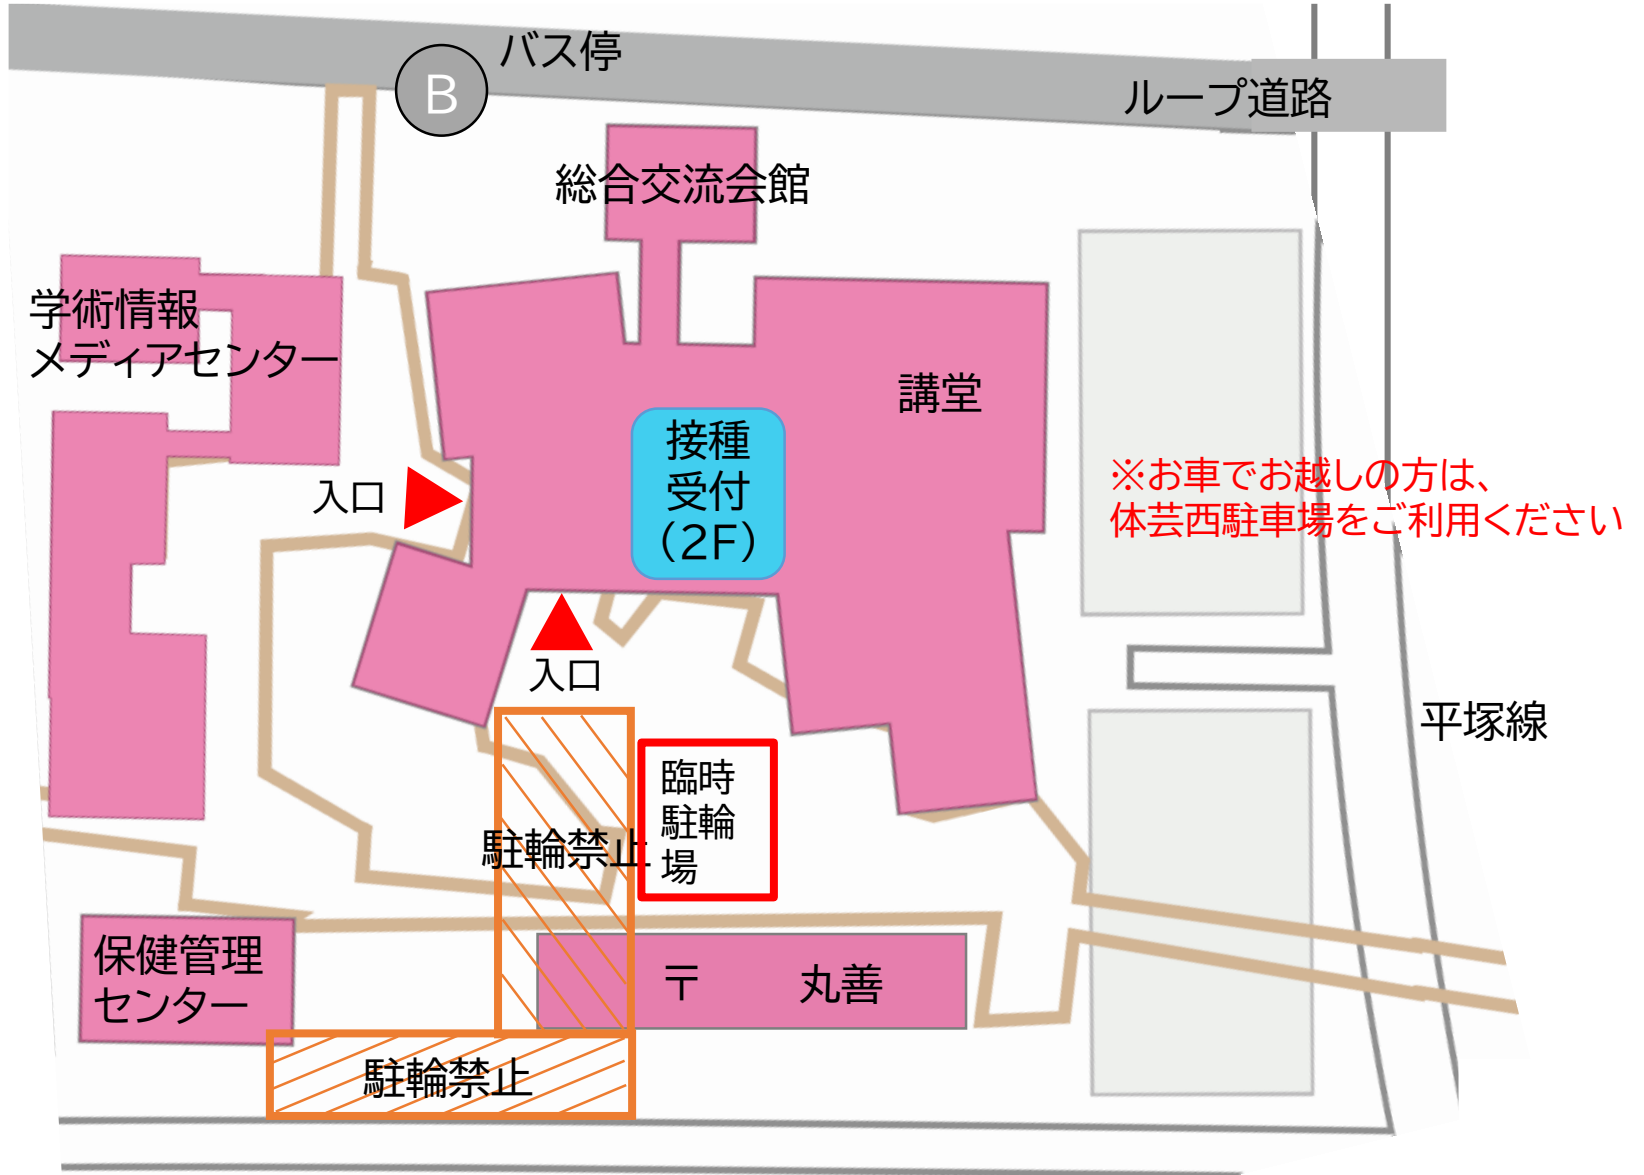 バス停
B
ループ道路
総合交流会館
学術情報
メディアセンター
講堂
接種
受付
（2F）
入口
※お車でお越しの方は、
体芸西駐車場をご利用ください
入口
平塚線
臨時
駐輪
場
駐輪禁止
保健管理
センター
〒
丸善
駐輪禁止